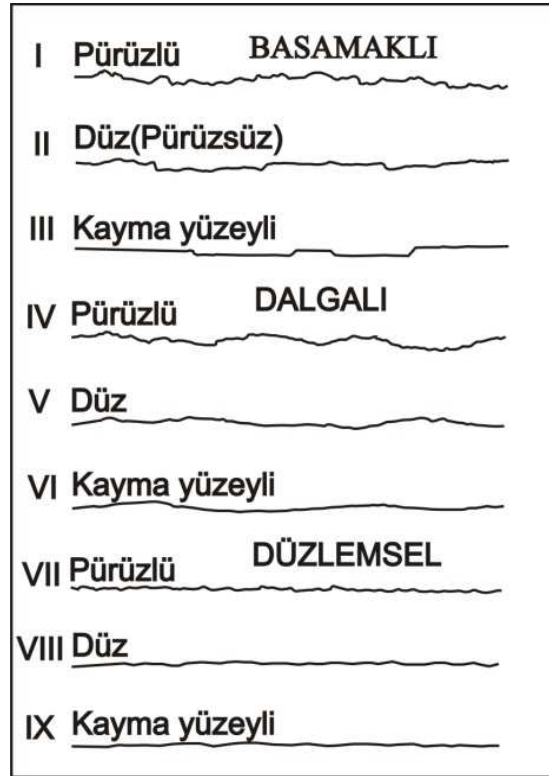 I Pürüzlü BASAMAKLI
II Düz(Pürüzsüz)
III Kayma yüzeyli
IV Pürüzlü DALGALI
V Düz
VI Kayma yüzeyli
VII Pürüzlü DÜZLEMSEL
VIII Düz
IX Kayma yüzeyli